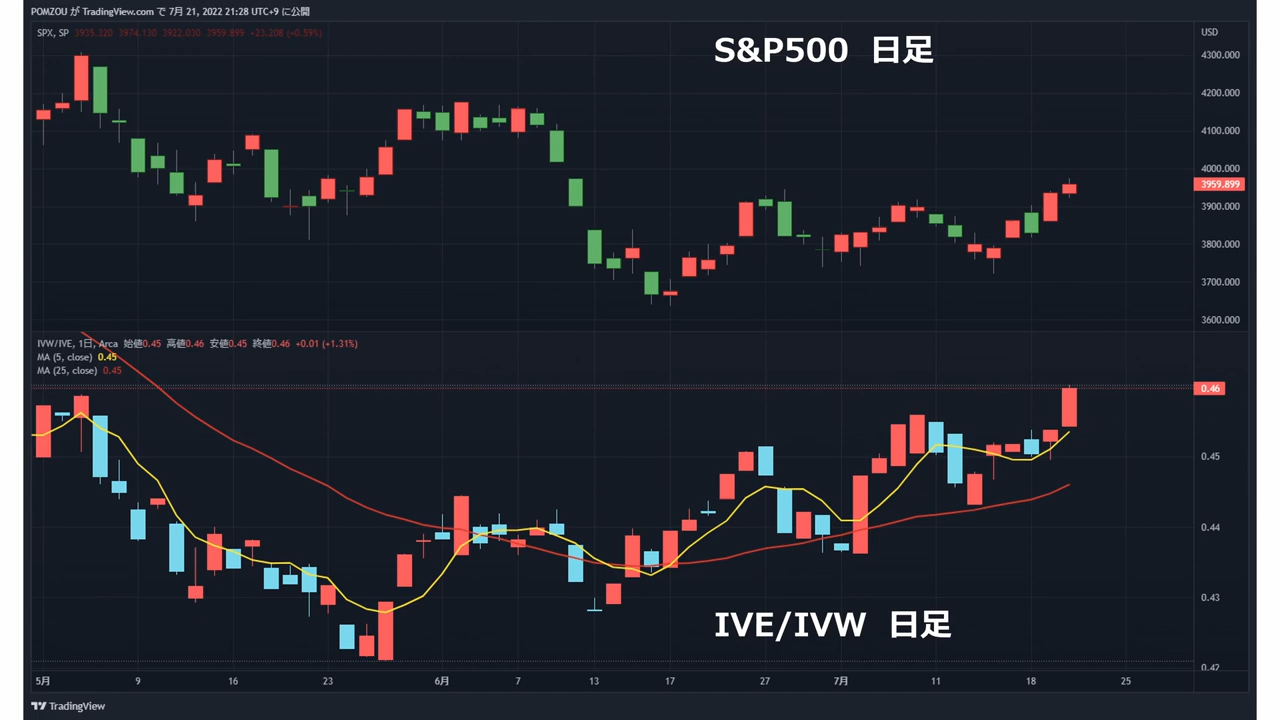 POMZOU が TradingView.com で 7月 21, 2022 21:28 UTC+9 に公開
SPX, SP 3935.320 3974.130 3922.030 3959.899 +23.208 (+0.59%)
S&P500 日足
USD
4300.000
4200.000
4100.000
4000.000
3959.899
3900.000
3800.000
3700.000
3600.000
IVW/IVE, 1日, Arca 始値0.45 高値0.46 安値0.45 終値0.46 +0.01 (+1.31%)
MA (5, close) 0.45
MA (25, close) 0.45
0.46
0.45
0.44
0.43
0.42
IVE/IVW 日足
5月 9 16 23 6月 7 13 17 27 7月 11 18 25
TradingView